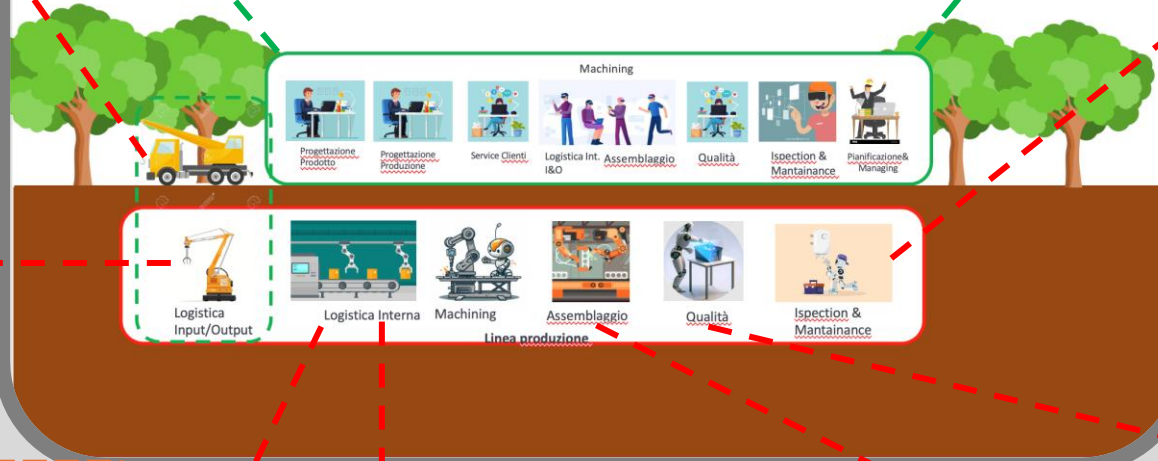 Machining
Progettazione
Prodotto
Progettazione
Produzione
Service Clienti
Logistica Int.
I&O
Assemblaggio
Qualità
Ispection &
Mantainance
Pianificazione&
Managing
Logistica
Input/Output
Logistica Interna
Machining
Assemblaggio
Qualità
Ispection &
Mantainance
Linea produzione